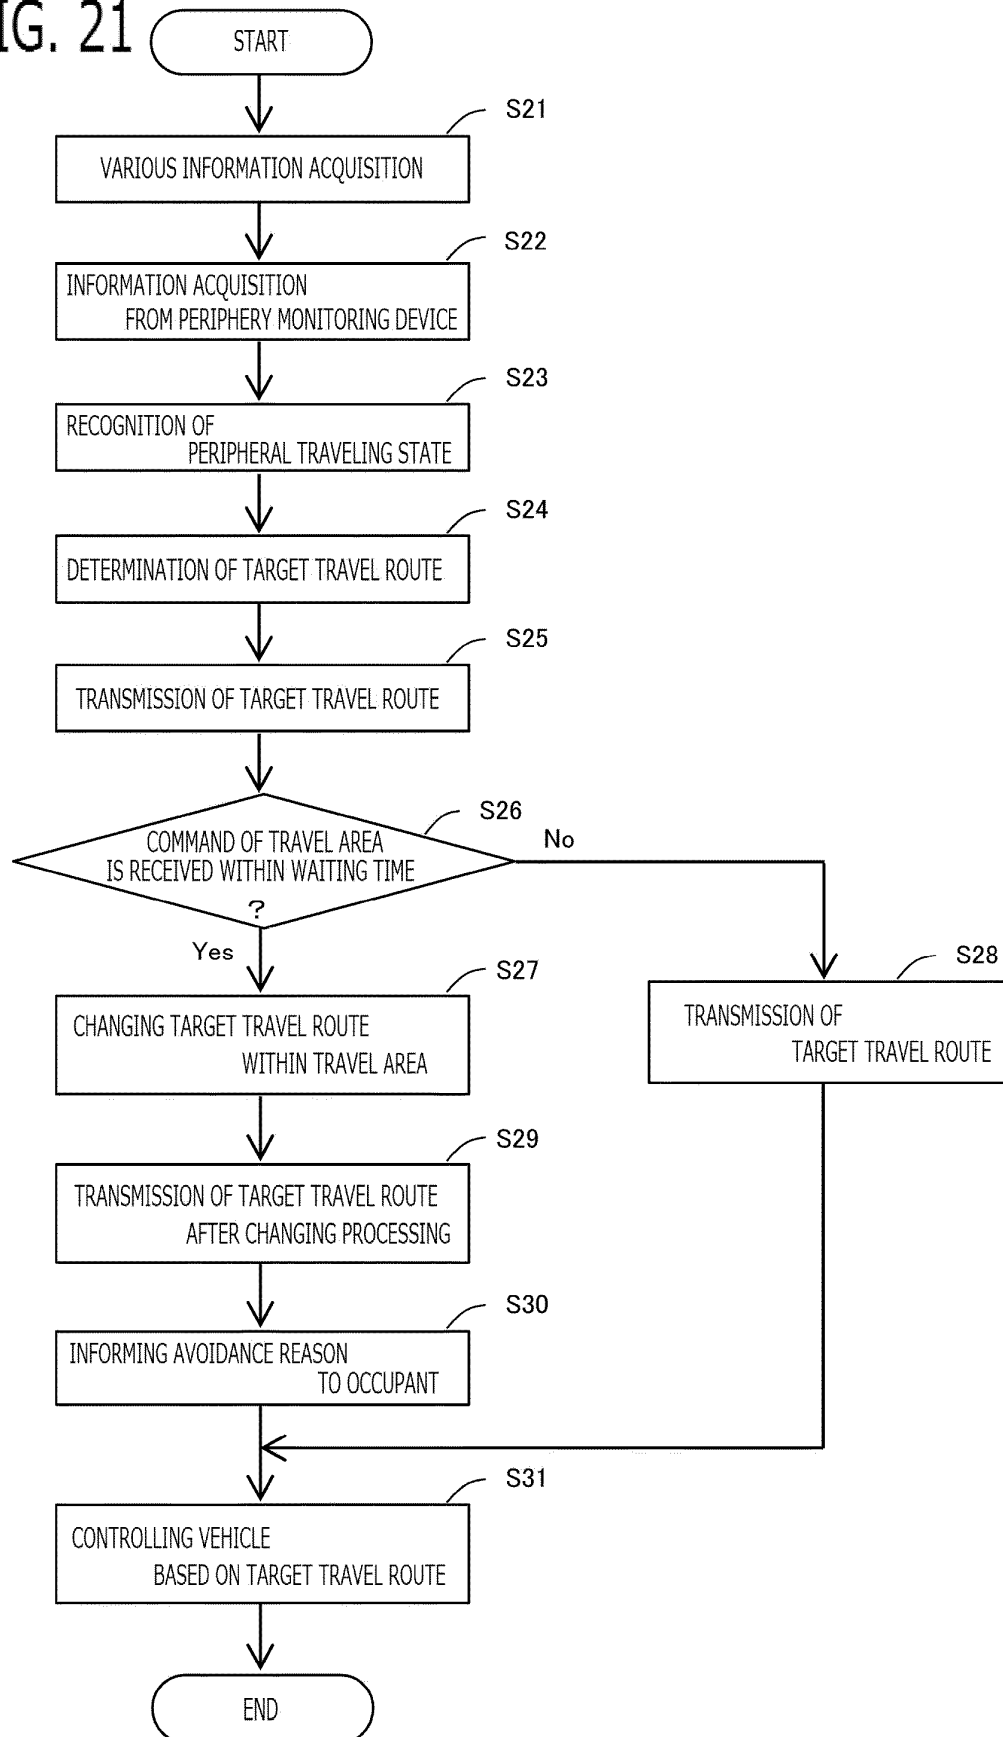 IG. 21
START
S21
VARIOUS INFORMATION ACQUISITION
S22
INFORMATION ACQUISITION
FROM PERIPHERY MONITORING DEVICE
S23
RECOGNITION OF
PERIPHERAL TRAVELING STATE
S24
DETERMINATION OF TARGET TRAVEL ROUTE
S25
TRANSMISSION OF TARGET TRAVEL ROUTE
S26
COMMAND OF TRAVEL AREA
IS RECEIVED WITHIN WAITING TIME
?
No
Yes
S27
CHANGING TARGET TRAVEL ROUTE
WITHIN TRAVEL AREA
S28
TRANSMISSION OF
TARGET TRAVEL ROUTE
S29
TRANSMISSION OF TARGET TRAVEL ROUTE
AFTER CHANGING PROCESSING
S30
INFORMING AVOIDANCE REASON
TO OCCUPANT
S31
CONTROLLING VEHICLE
BASED ON TARGET TRAVEL ROUTE
END